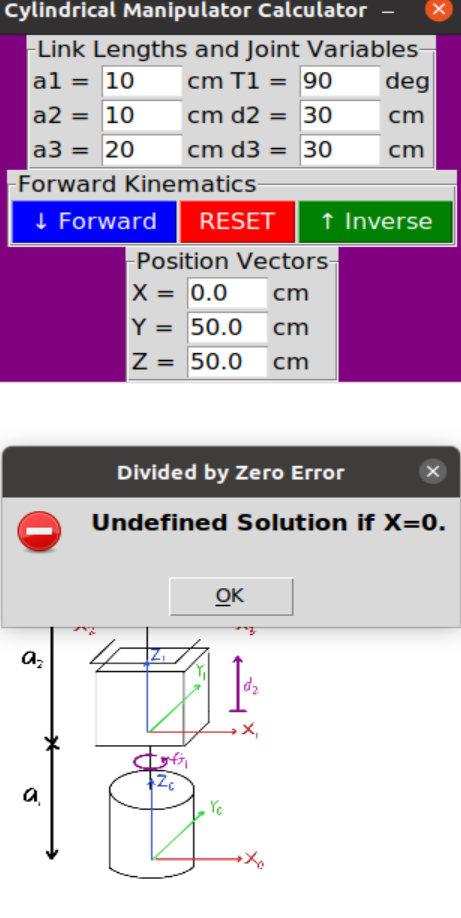 Cylindrical Manipulator Calculator
Link Lengths and Joint Variables
a1 = 10 cm T1 = 90 deg
a2 = 10 cm d2 = 30 cm
a3 = 20 cm d3 = 30 cm
Forward Kinematics
↓ Forward RESET ↑ Inverse
Position Vectors
X = 0.0 cm
Y = 50.0 cm
Z = 50.0 cm
Divided by Zero Error
Undefined Solution if X=0.
OK
a₂
Z₁
Y₁
d₂
X₁
a₁
Z₀
Y₀
X₀